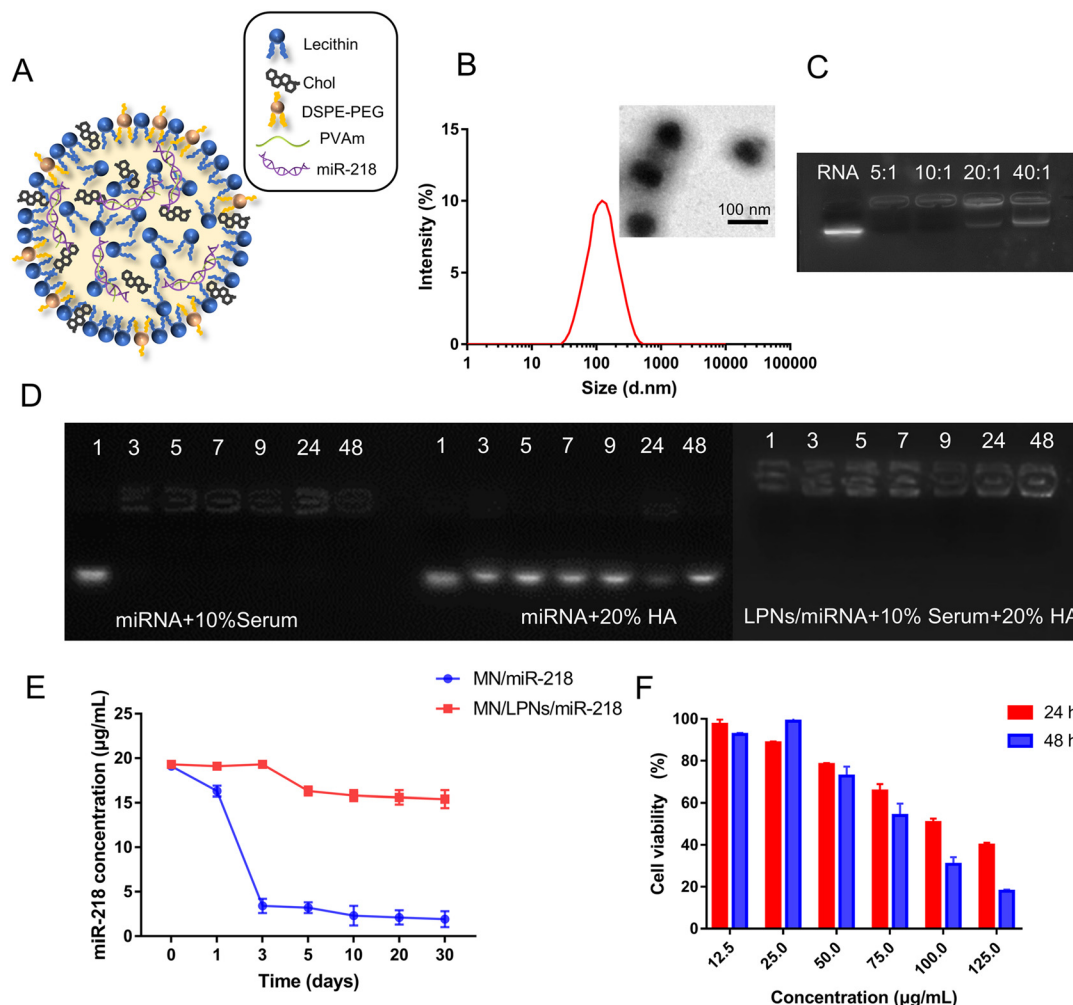 A
Lecithin
Chol
DSPE-PEG
PVAm
miR-218
B
Intensity (%)
15
10
5
0
1 10 100 1000 10000 100000
Size (d.nm)
100 nm
C
RNA 5:1 10:1 20:1 40:1
D
1 3 5 7 9 24 48
miRNA+10%Serum
1 3 5 7 9 24 48
miRNA+20% HA
1 3 5 7 9 24 48
LPNs/miRNA+10% Serum+20% HA
E
MN/miR-218
MN/LPNs/miR-218
miR-218 concentration (μg/mL)
25
20
15
10
5
0
0 1 3 5 10 20 30
Time (days)
F
24 h
48 h
Cell viability (%)
100
80
60
40
20
0
12.5 25.0 50.0 75.0 100.0 125.0
Concentration (μg/mL)